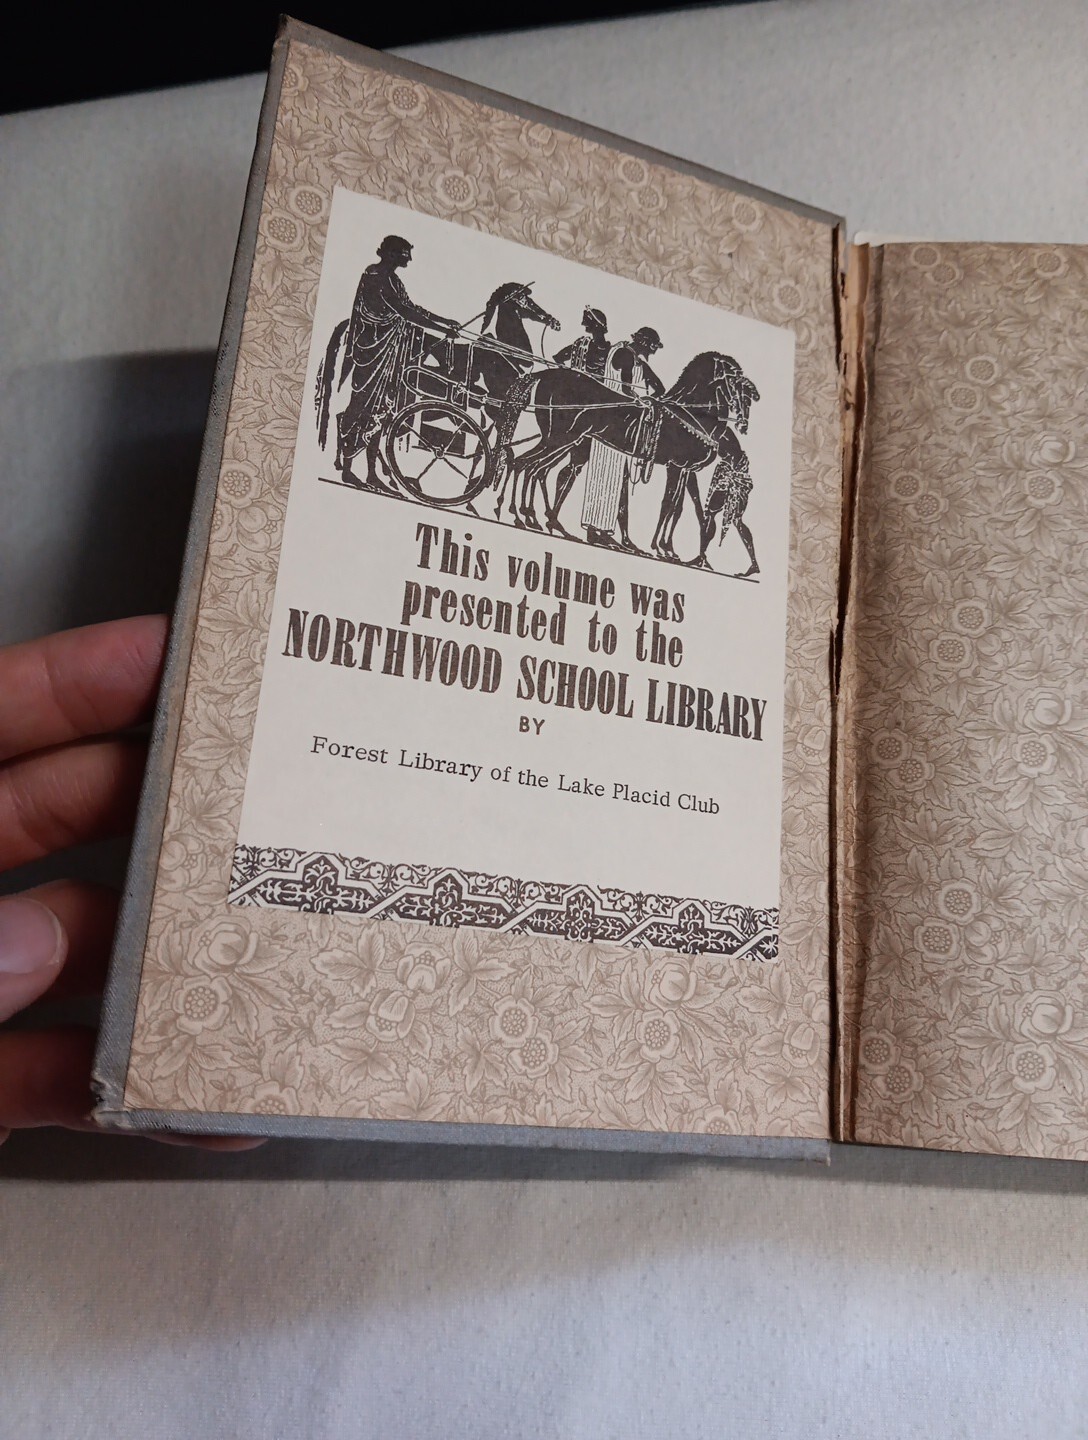 This volume was
presented to the
NORTHWOOD SCHOOL LIBRARY
BY
Forest Library of the Lake Placid Club